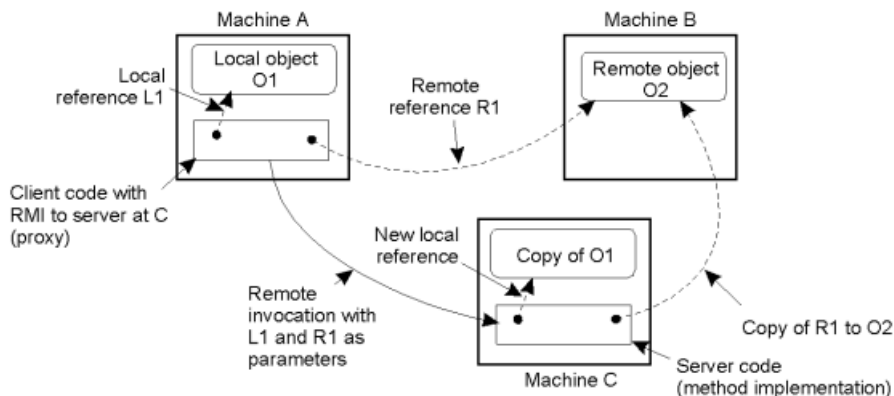 Machine A
Machine B
Local object
O1
Local
reference L1
Remote
reference R1
Remote object
O2
Client code with
RMI to server at C
(proxy)
New local
reference
Copy of O1
Remote
invocation with
L1 and R1 as
parameters
Copy of R1 to O2
Server code
(method implementation)
Machine C